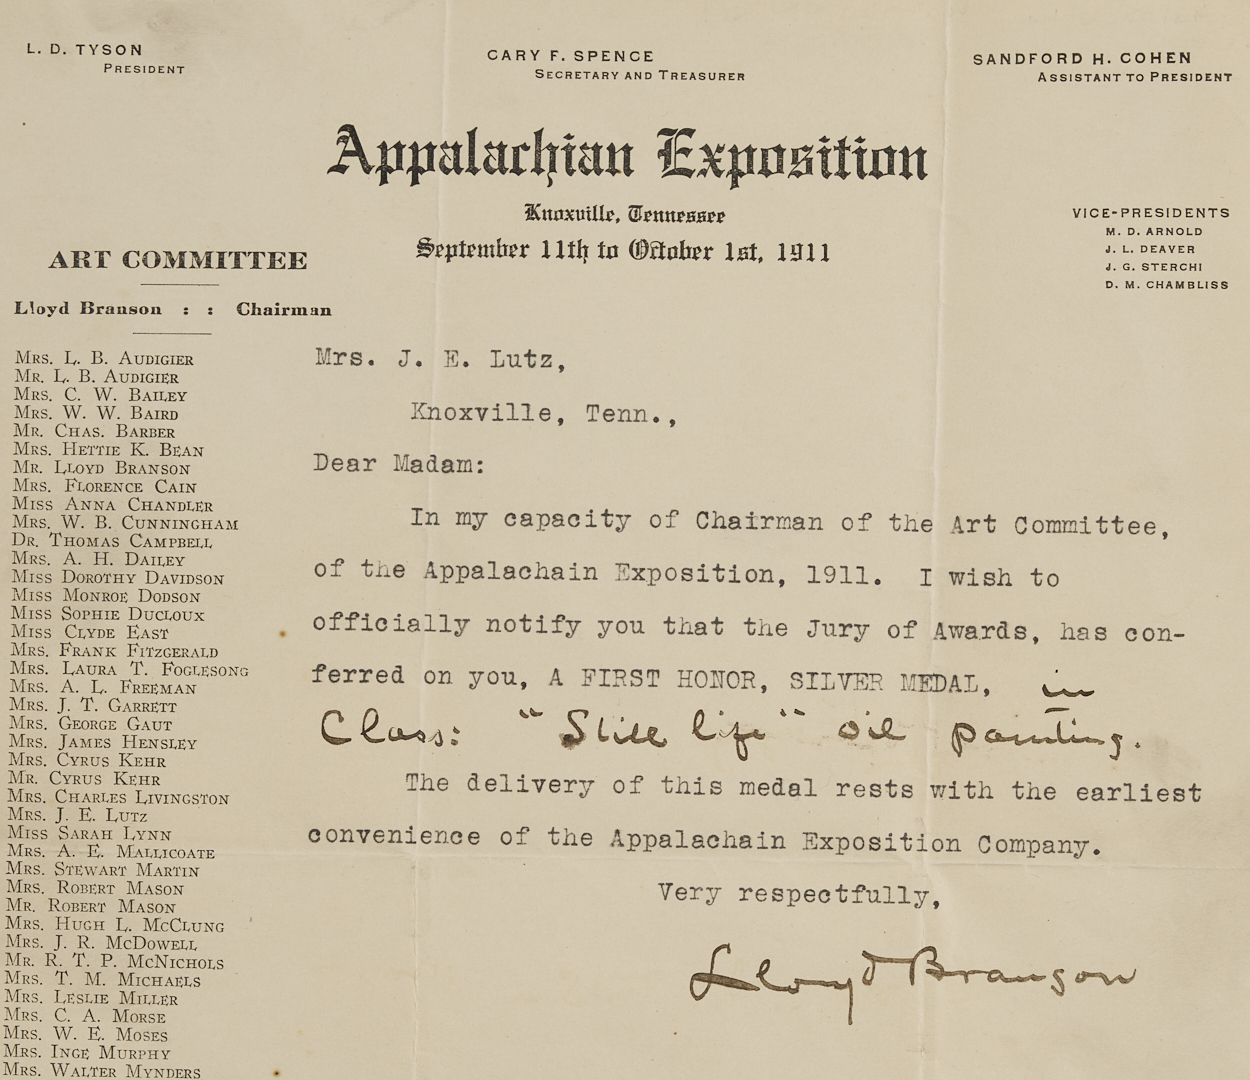 L. D. TYSON
PRESIDENT
CARY F. SPENCE
SECRETARY AND TREASURER
SANDFORD H. COHEN
ASSISTANT TO PRESIDENT
Appalachian Exposition
Knoxville, Tennessee
September 11th to October 1st, 1911
VICE-PRESIDENTS
M. D. ARNOLD
J. L. DEAVER
J. G. STERCHI
D. M. CHAMBLISS
ART COMMITTEE
Lloyd Branson : : Chairman
MRS. L. B. AUDIGIER
MR. L. B. AUDIGIER
MRS. C. W. BAILEY
MRS. W. W. BAIRD
MR. CHAS. BARBER
MRS. HETTIE K. BEAN
MR. LLOYD BRANSON
MRS. FLORENCE CAIN
MISS ANNA CHANDLER
MRS. W. B. CUNNINGHAM
DR. THOMAS CAMPBELL
MRS. A. H. DAILEY
MISS DOROTHY DAVIDSON
MISS MONROE DODSON
MISS SOPHIE DUCLOUX
MISS CLYDE EAST
MRS. FRANK FITZGERALD
MRS. LAURA T. FOGLESONG
MRS. A. L. FREEMAN
MRS. J. T. GARRETT
MRS. GEORGE GAUT
MRS. JAMES HENSLEY
MRS. CYRUS KEHR
MR. CYRUS KEHR
MRS. CHARLES LIVINGSTON
MRS. J. E. LUTZ
MISS SARAH LYNN
MRS. A. E. MALLICOATE
MRS. STEWART MARTIN
MRS. ROBERT MASON
MR. ROBERT MASON
MRS. HUGH L. MCCLUNG
MRS. J. R. MCDOWELL
MR. R. T. P. MCNICHOLS
MRS. T. M. MICHAELS
MRS. LESLIE MILLER
MRS. C. A. MORSE
MRS. W. E. MOSES
MRS. INGE MURPHY
MRS. WALTER MYNDERS
Mrs. J. E. Lutz,
Knoxville, Tenn.,
Dear Madam:
In my capacity of Chairman of the Art Committee,
of the Appalachain Exposition, 1911. I wish to
officially notify you that the Jury of Awards, has con-
ferred on you, A FIRST HONOR, SILVER MEDAL, in
Class: "Still life" oil painting.
The delivery of this medal rests with the earliest
convenience of the Appalachain Exposition Company.
Very respectfully,
Lloyd Branson